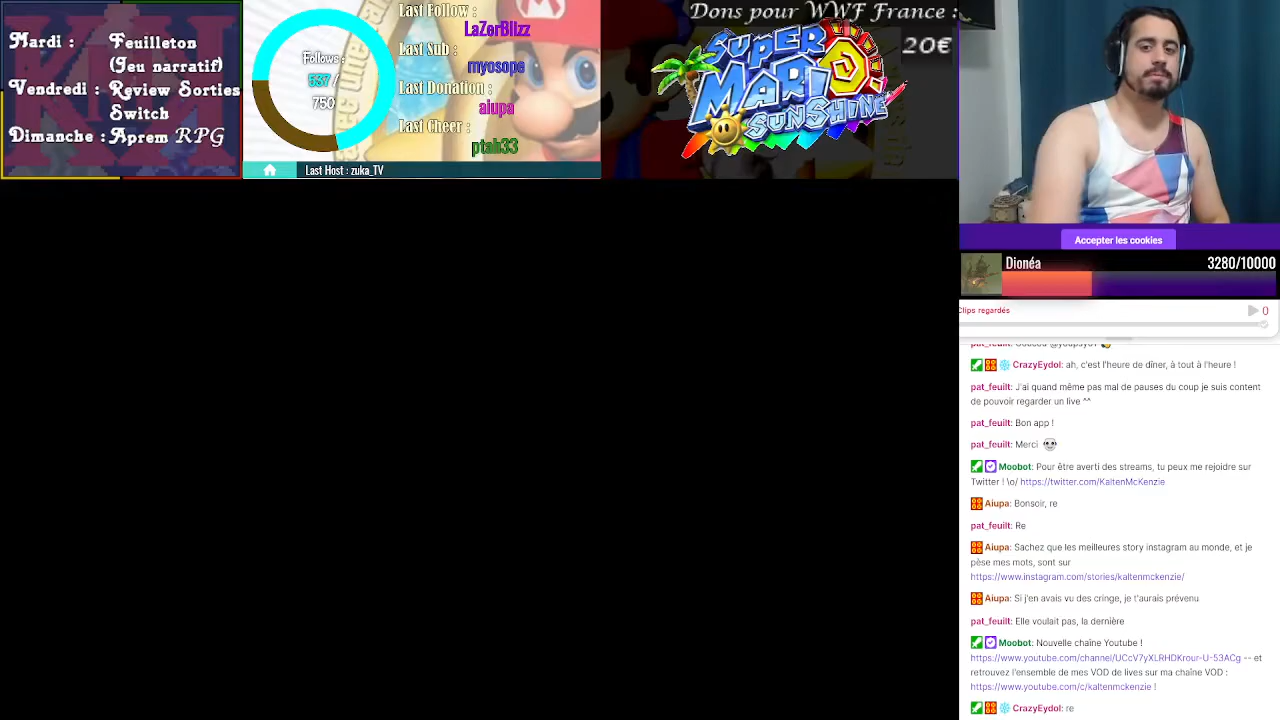 Mardi : Feuilleton
(Jeu narratif)
Vendredi : Review Sorties
Switch
Dimanche : Aprem RPG
Follows :
537 /
750
Last Follow :
LaZerBlizz
Last Sub :
myosope
Last Donation :
aiupa
Last Cheer :
ptah33
Last Host : zuka_TV
Dons pour WWF France :
20€
SUPER
MARIO
SUNSHINE
Accepter les cookies
Dionéa 3280/10000
Clips regardés 0
CrazyEydol: ah, c'est l'heure de dîner, à tout à l'heure !
pat_feuilt: J'ai quand même pas mal de pauses du coup je suis content
de pouvoir regarder un live ^^
pat_feuilt: Bon app !
pat_feuilt: Merci
Moobot: Pour être averti des streams, tu peux me rejoidre sur
Twitter ! \o/ https://twitter.com/KaltenMcKenzie
Aiupa: Bonsoir, re
pat_feuilt: Re
Aiupa: Sachez que les meilleures story instagram au monde, et je
pèse mes mots, sont sur
https://www.instagram.com/stories/kaltenmckenzie/
Aiupa: Si j'en avais vu des cringe, je t'aurais prévenu
pat_feuilt: Elle voulait pas, la dernière
Moobot: Nouvelle chaîne Youtube !
https://www.youtube.com/channel/UCcV7yXLRHDKrour-U-53ACg -- et
retrouvez l'ensemble de mes VOD de lives sur ma chaîne VOD :
https://www.youtube.com/c/kaltenmckenzie !
CrazyEydol: re